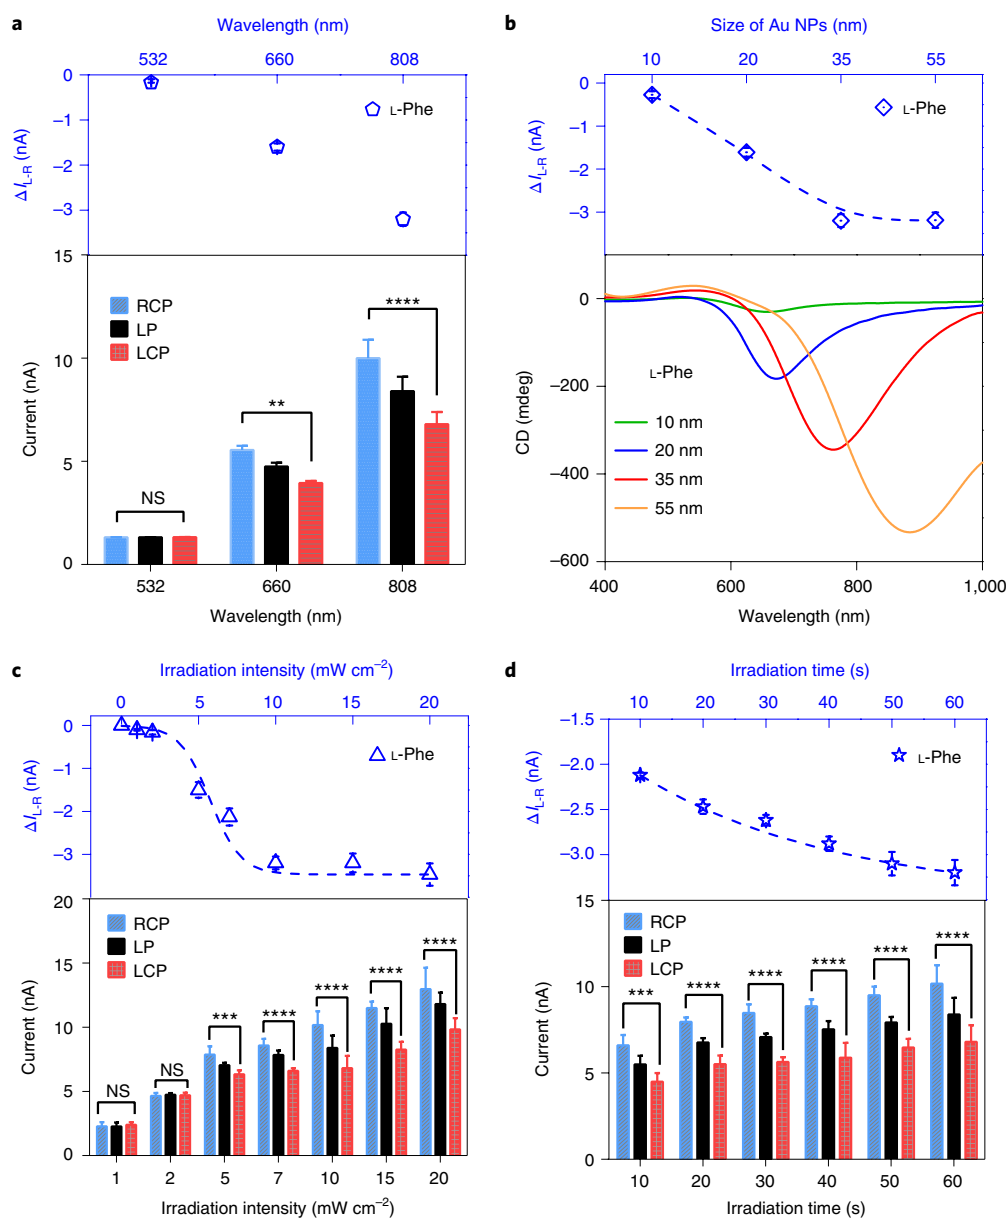 a
Wavelength (nm)
532 660 808
0
−1
−2
−3
ΔI_L-R (nA)
L-Phe
15
10
5
0
Current (nA)
RCP
LP
LCP
NS
**
****
532 660 808
Wavelength (nm)
b
Size of Au NPs (nm)
10 20 35 55
0
−1
−2
−3
ΔI_L-R (nA)
L-Phe
0
−200
−400
−600
CD (mdeg)
L-Phe
10 nm
20 nm
35 nm
55 nm
400 600 800 1,000
Wavelength (nm)
c
Irradiation intensity (mW cm−2)
0 5 10 15 20
0
−1
−2
−3
ΔI_L-R (nA)
L-Phe
20
15
10
5
0
Current (nA)
RCP
LP
LCP
NS
NS
***
****
****
****
****
1 2 5 7 10 15 20
Irradiation intensity (mW cm−2)
d
Irradiation time (s)
10 20 30 40 50 60
−1.5
−2.0
−2.5
−3.0
ΔI_L-R (nA)
L-Phe
15
10
5
0
Current (nA)
RCP
LP
LCP
***
****
****
****
****
****
10 20 30 40 50 60
Irradiation time (s)